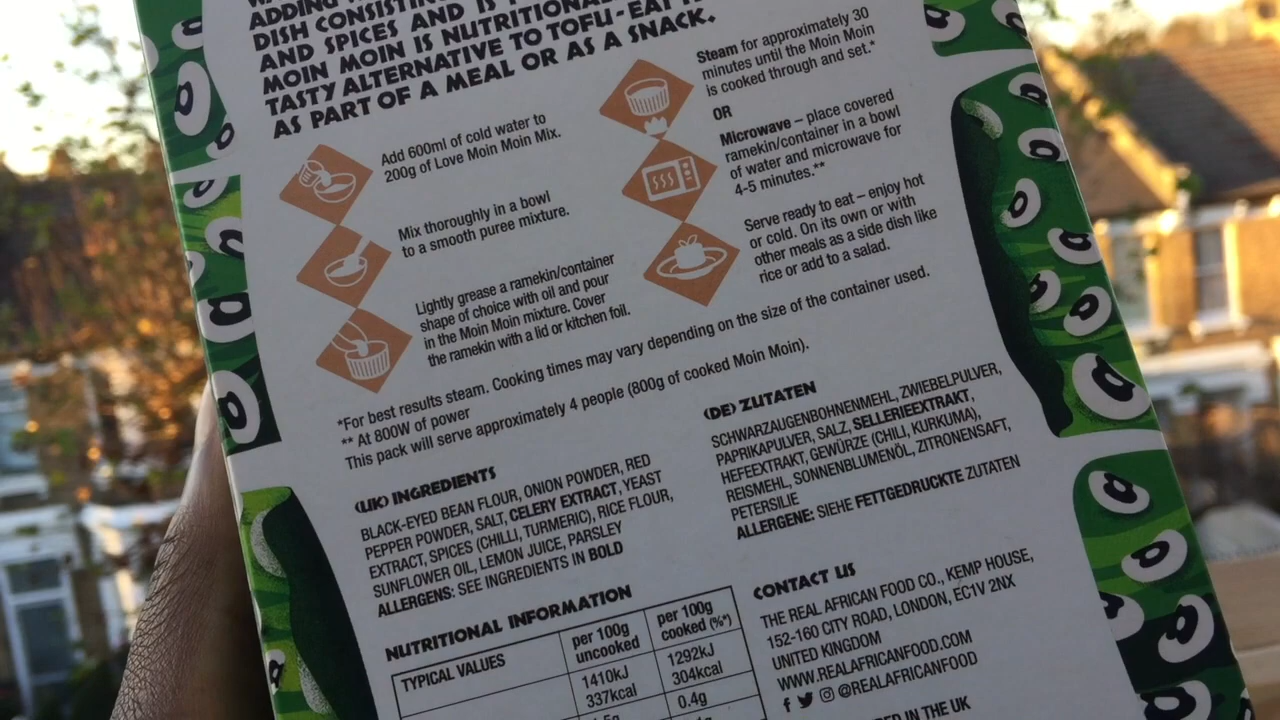 ADDING
DISH CONSISTING
AND SPICES AND IS
MOIN MOIN IS NUTRITIONAL
TASTY ALTERNATIVE TO TOFU-EAT
AS PART OF A MEAL OR AS A SNACK.
Add 600ml of cold water to
200g of Love Moin Moin Mix.
Mix thoroughly in a bowl
to a smooth puree mixture.
Lightly grease a ramekin/container
shape of choice with oil and pour
in the Moin Moin mixture. Cover
the ramekin with a lid or kitchen foil.
Steam for approximately 30
minutes until the Moin Moin
is cooked through and set.*
OR
Microwave – place covered
ramekin/container in a bowl
of water and microwave for
4-5 minutes.**
Serve ready to eat – enjoy hot
or cold. On its own or with
other meals as a side dish like
rice or add to a salad.
*For best results steam. Cooking times may vary depending on the size of the container used.
** At 800W of power
This pack will serve approximately 4 people (800g of cooked Moin Moin).
(UK) INGREDIENTS
BLACK-EYED BEAN FLOUR, ONION POWDER, RED
PEPPER POWDER, SALT, CELERY EXTRACT, YEAST
EXTRACT, SPICES (CHILLI, TURMERIC), RICE FLOUR,
SUNFLOWER OIL, LEMON JUICE, PARSLEY
ALLERGENS: SEE INGREDIENTS IN BOLD
(DE) ZUTATEN
SCHWARZAUGENBOHNENMEHL, ZWIEBELPULVER,
PAPRIKAPULVER, SALZ, SELLERIEEXTRAKT,
HEFEEXTRAKT, GEWÜRZE (CHILI, KURKUMA),
REISMEHL, SONNENBLUMENÖL, ZITRONENSAFT,
PETERSILIE
ALLERGENE: SIEHE FETTGEDRUCKTE ZUTATEN
NUTRITIONAL INFORMATION
TYPICAL VALUES
per 100g
uncooked
per 100g
cooked (%*)
1410kJ
337kcal
1292kJ
304kcal
0.4g
CONTACT US
THE REAL AFRICAN FOOD CO., KEMP HOUSE,
152-160 CITY ROAD, LONDON, EC1V 2NX
UNITED KINGDOM
WWW.REALAFRICANFOOD.COM
@REALAFRICANFOOD
IN THE UK